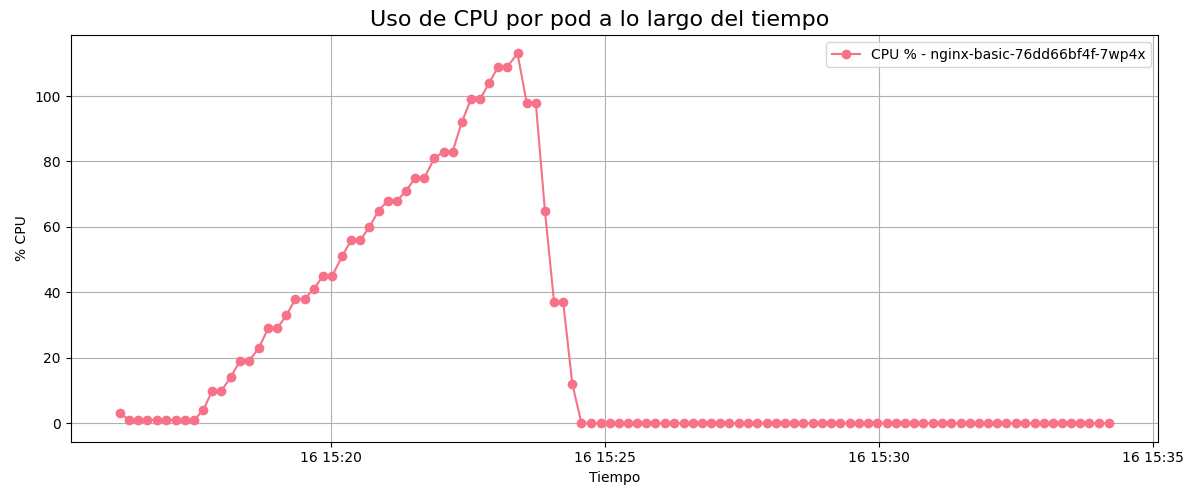 Uso de CPU por pod a lo largo del tiempo
CPU % - nginx-basic-76dd66bf4f-7wp4x
% CPU
100
80
60
40
20
0
16 15:20
16 15:25
16 15:30
16 15:35
Tiempo